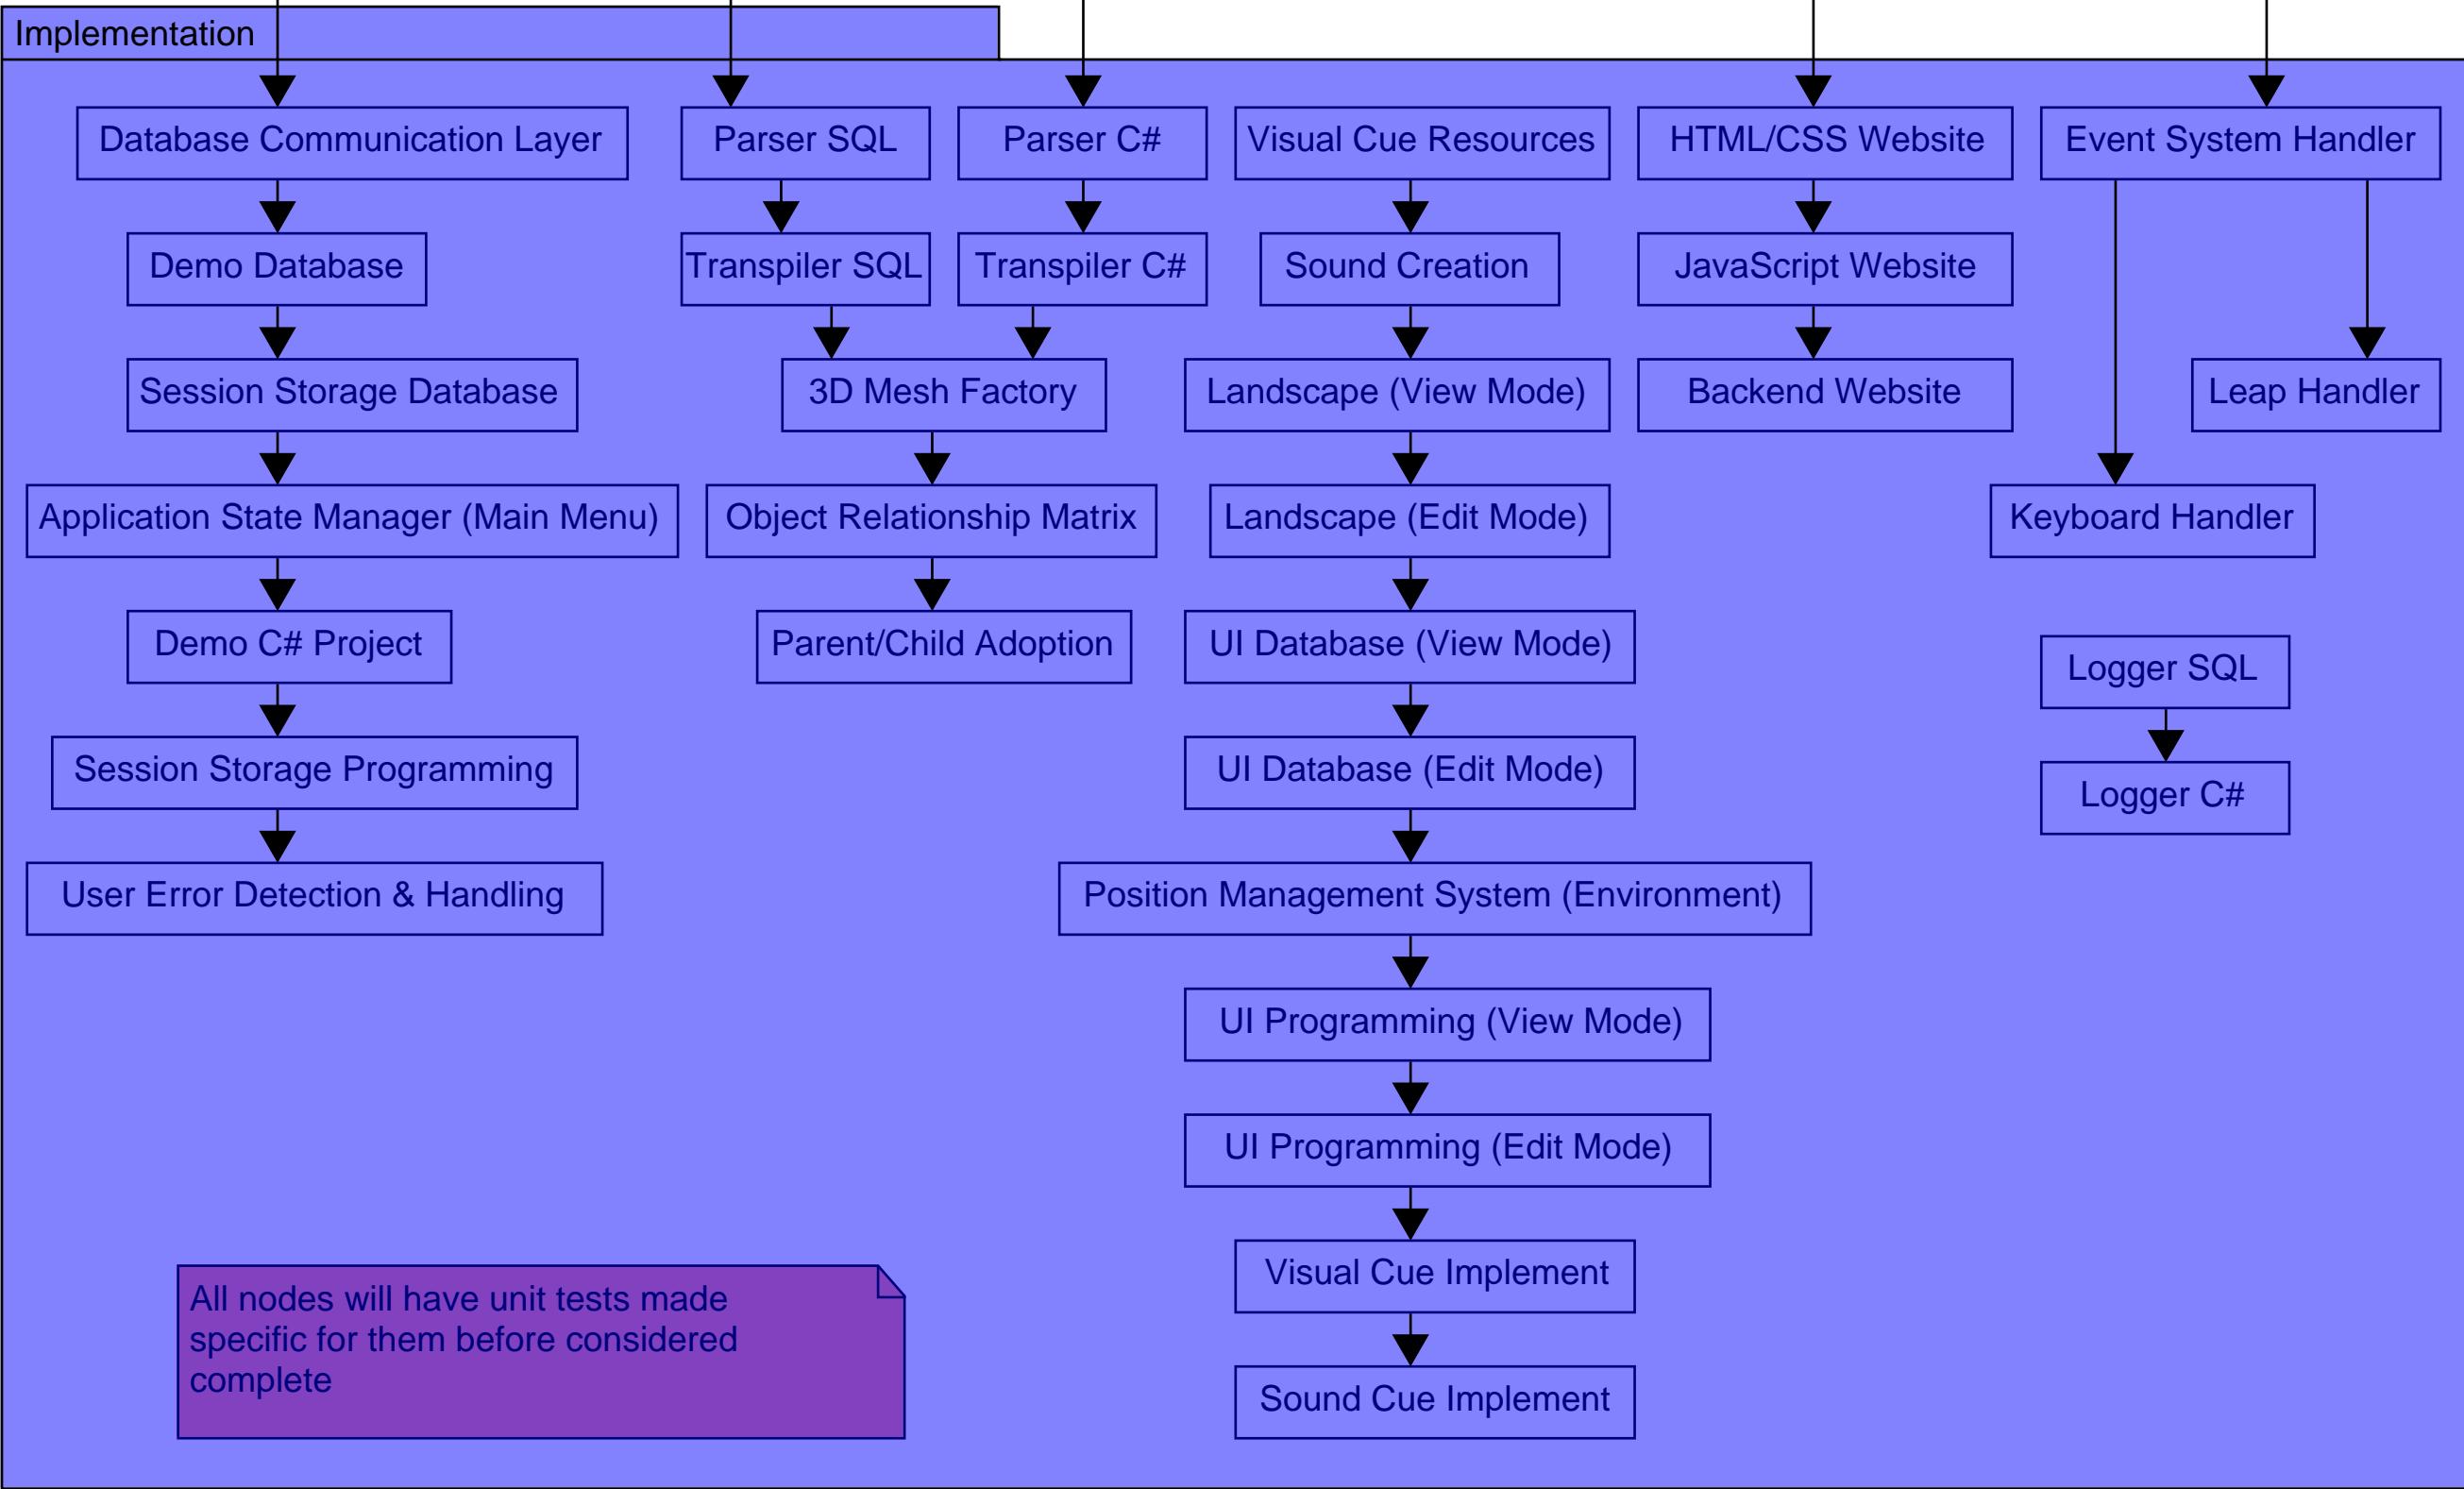 Implementation
Database Communication Layer
Parser SQL
Parser C#
Visual Cue Resources
HTML/CSS Website
Event System Handler
Demo Database
Transpiler SQL
Transpiler C#
Sound Creation
JavaScript Website
Session Storage Database
3D Mesh Factory
Landscape (View Mode)
Backend Website
Leap Handler
Application State Manager (Main Menu)
Object Relationship Matrix
Landscape (Edit Mode)
Keyboard Handler
Demo C# Project
Parent/Child Adoption
UI Database (View Mode)
Logger SQL
Session Storage Programming
UI Database (Edit Mode)
Logger C#
User Error Detection & Handling
Position Management System (Environment)
UI Programming (View Mode)
UI Programming (Edit Mode)
Visual Cue Implement
Sound Cue Implement
All nodes will have unit tests made
specific for them before considered
complete